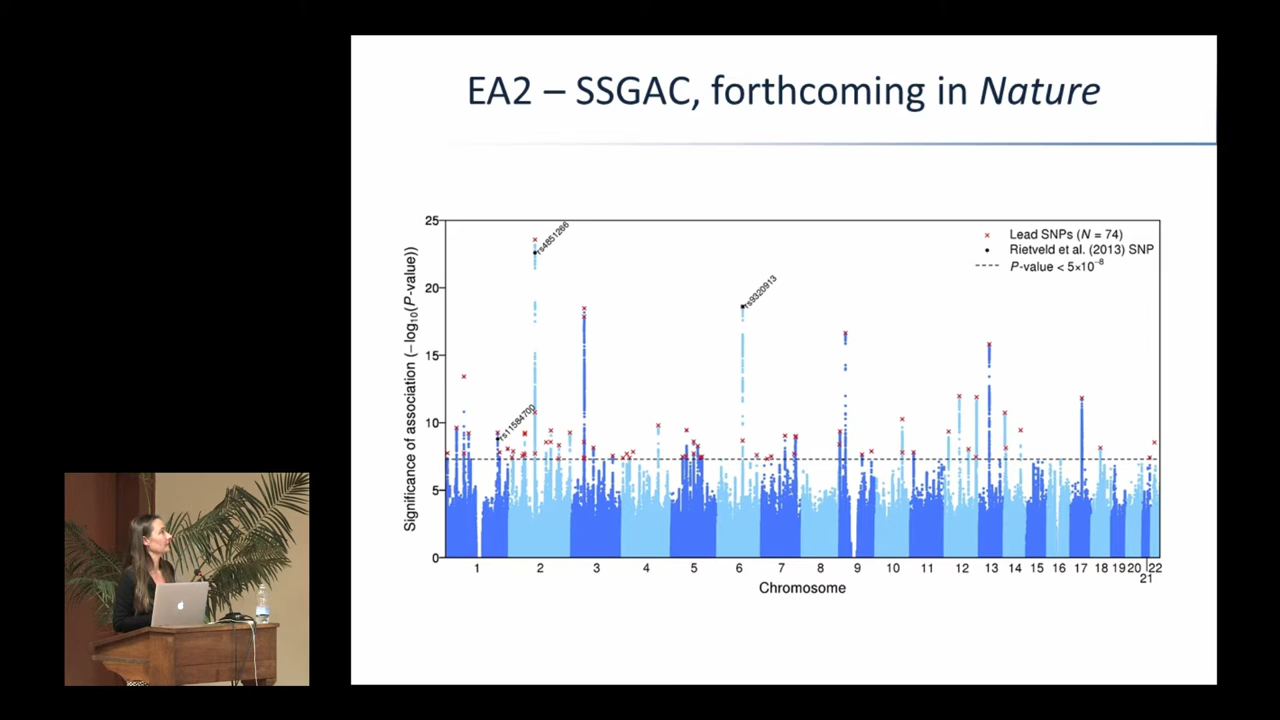 EA2 – SSGAC, forthcoming in Nature
25
20
15
10
5
0
Significance of association (−log10(P-value))
rs4851266
rs9320913
rs11584700
Lead SNPs (N = 74)
Rietveld et al. (2013) SNP
P-value < 5×10−8
1 2 3 4 5 6 7 8 9 10 11 12 13 14 15 16 17 18 19 20 22
21
Chromosome